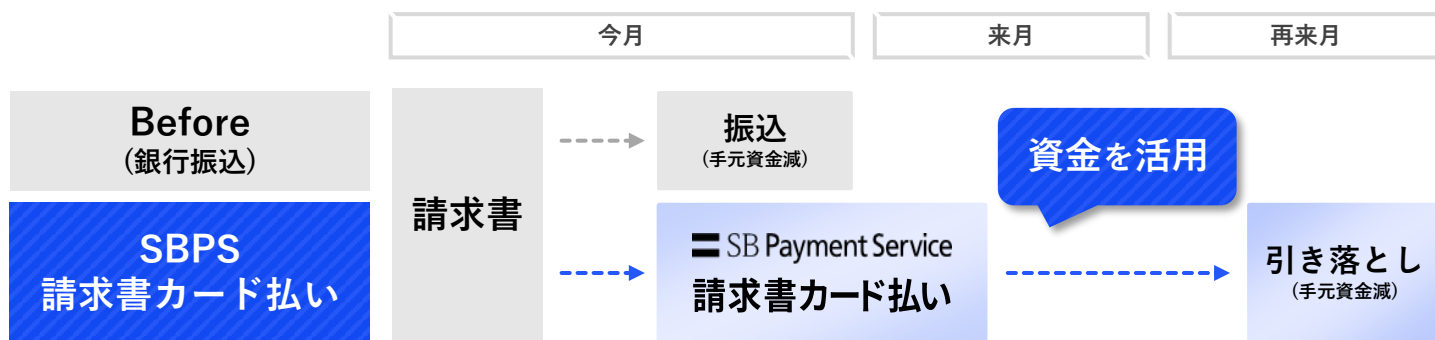 今月
来月
再来月
Before
(銀行振込)
請求書
振込
(手元資金減)
資金を活用
SBPS
請求書カード払い
SB Payment Service
請求書カード払い
引き落とし
(手元資金減)